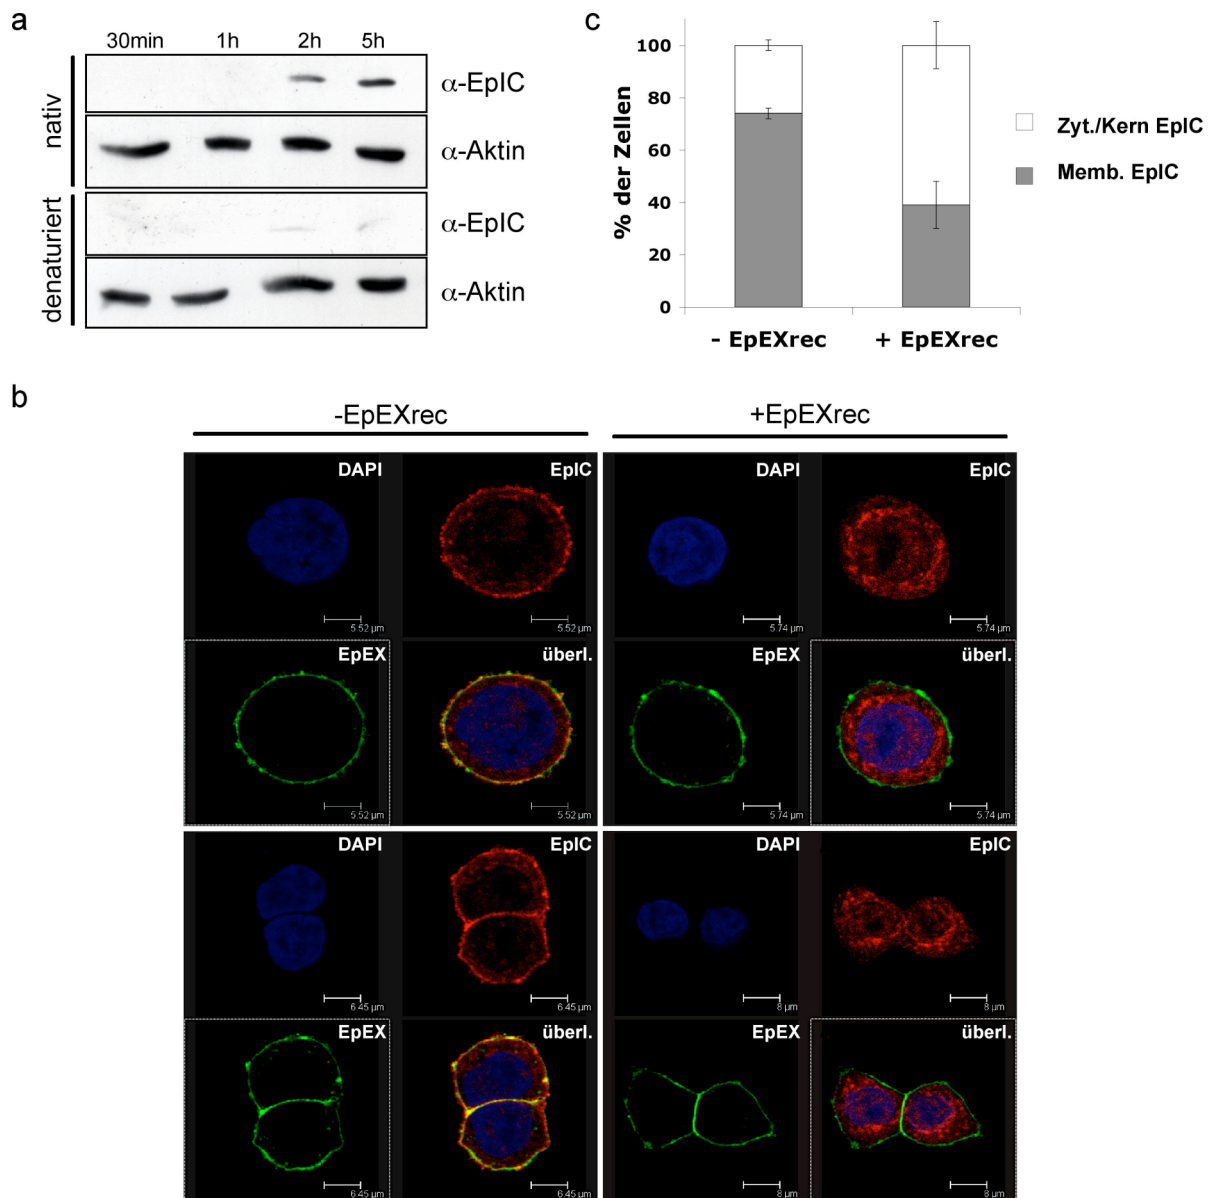 a
30min 1h 2h 5h
nativ
α-EpIC
α-Aktin
denaturiert
α-EpIC
α-Aktin
c
% der Zellen
100
80
60
40
20
0
- EpEXrec + EpEXrec
Zyt./Kern EpIC
Memb. EpIC
b
-EpEXrec +EpEXrec
DAPI EpIC DAPI EpIC
5.52 µm 5.52 µm 5.74 µm 5.74 µm
EpEX überl. EpEX überl.
5.52 µm 5.52 µm 5.74 µm 5.74 µm
DAPI EpIC DAPI EpIC
6.45 µm 6.45 µm 8 µm 8 µm
EpEX überl. EpEX überl.
6.45 µm 6.45 µm 8 µm 8 µm